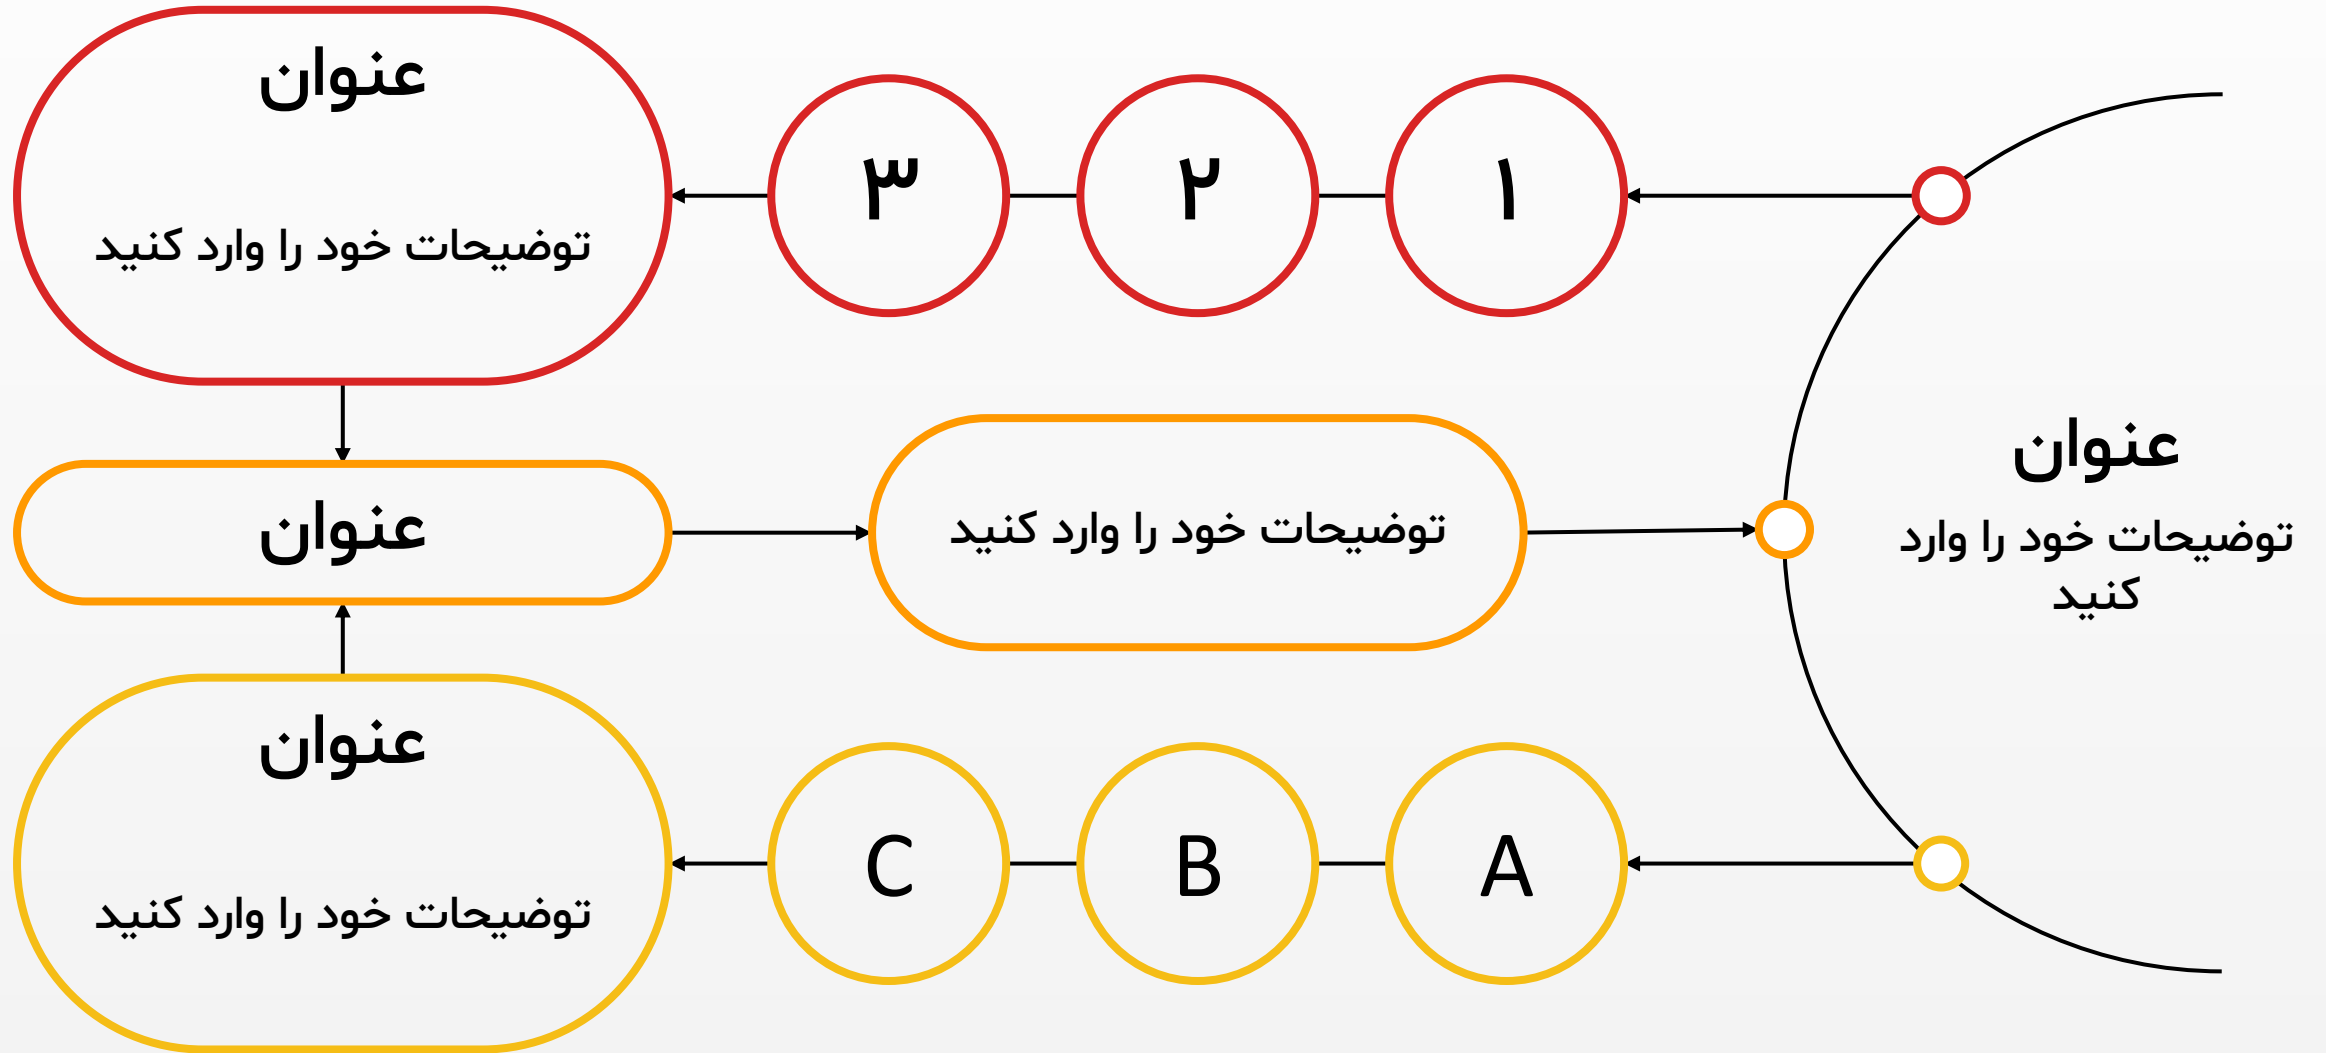 ۱
۲
۳
عنوان
توضیحات خود را وارد کنید
عنوان
توضیحات خود را وارد
کنید
عنوان
توضیحات خود را وارد کنید
A
B
C
عنوان
توضیحات خود را وارد کنید